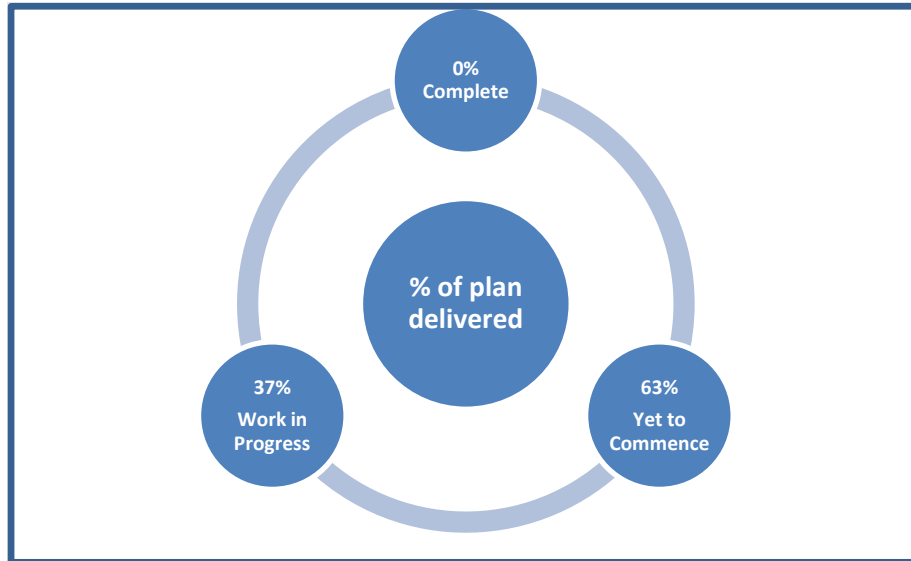 0%
Complete
% of plan
delivered
37%
Work in
Progress
63%
Yet to
Commence